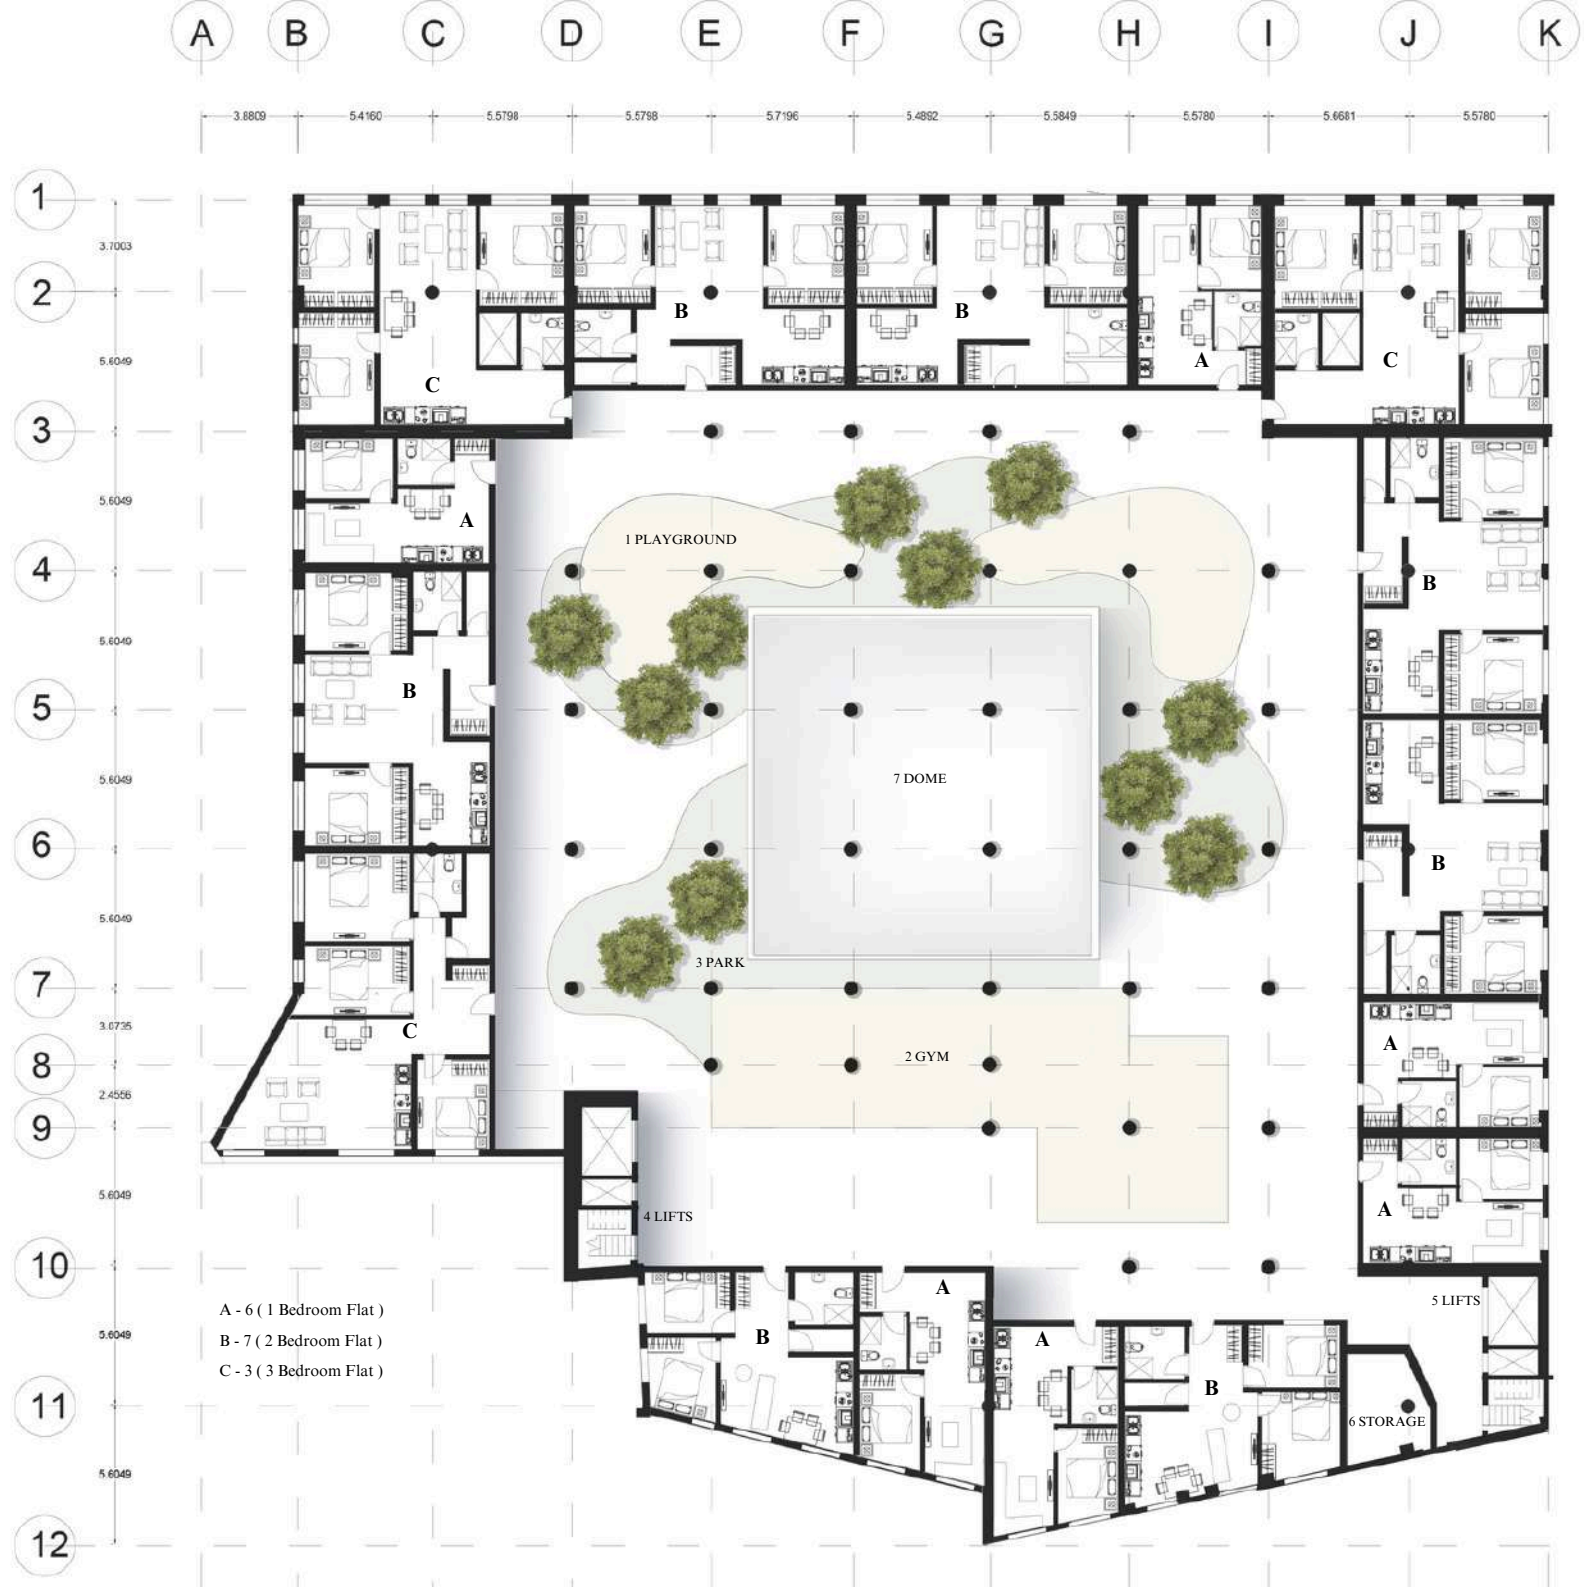 A B C D E F G H I J K
3.8809 5.4160 5.5798 5.5798 5.7196 5.4892 5.5849 5.5780 5.6681 5.5780
1
3.7003
2
B B
5.6049
A C
C
3
5.6049
A
1 PLAYGROUND
4
B
5.6049
B
5
5.6049
7 DOME
6
B
5.6049
3 PARK
7
3.0735
C
A
8
2 GYM
2.4556
9
5.6049
A
4 LIFTS
10
A
5 LIFTS
A - 6 ( 1 Bedroom Flat )
5.6049
B
A
B - 7 ( 2 Bedroom Flat )
C - 3 ( 3 Bedroom Flat )
B
11
6 STORAGE
5.6049
12